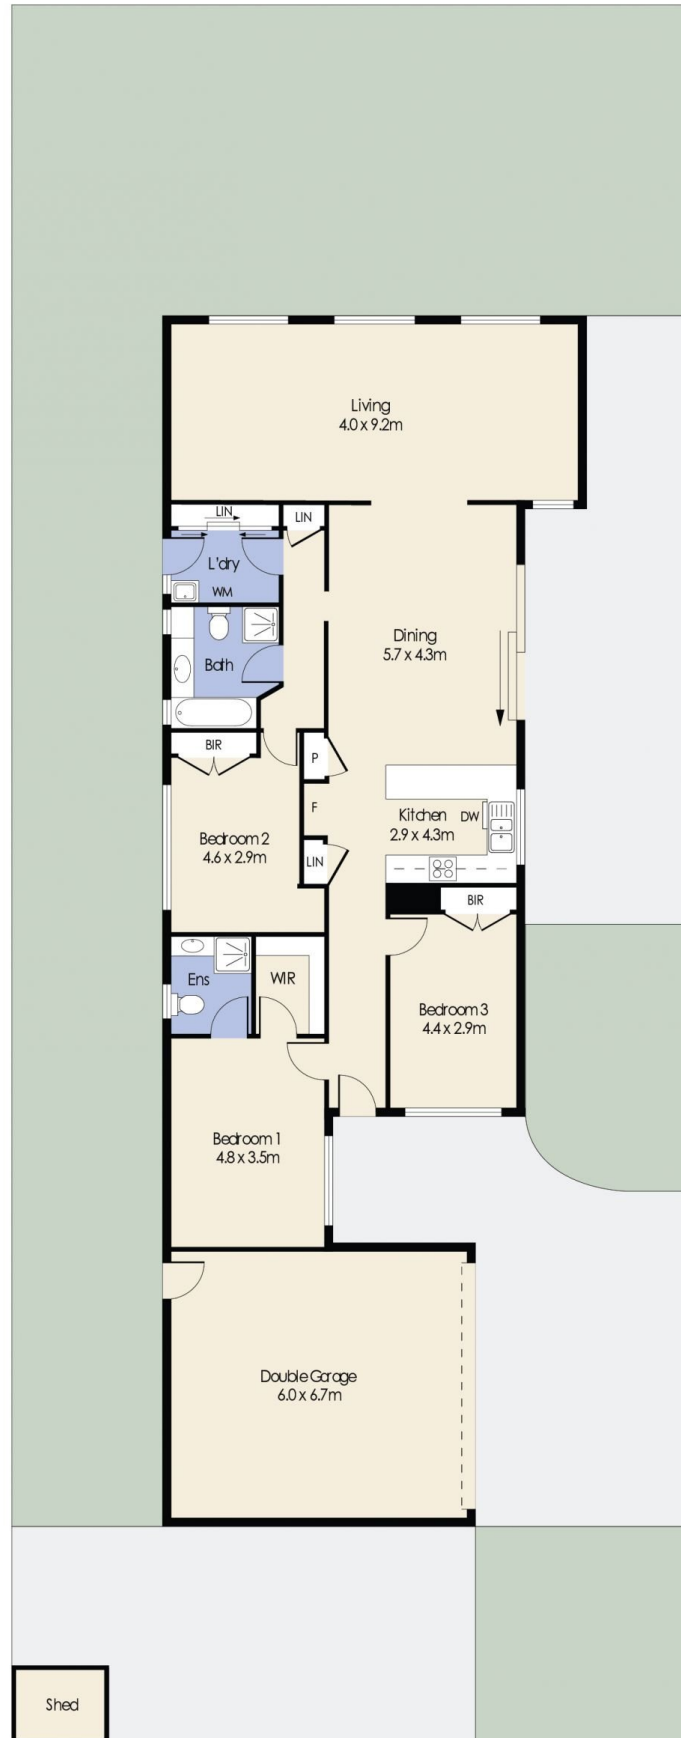 Living
4.0 x 9.2m
LIN
LIN
L'dry
WM
Dining
5.7 x 4.3m
Bath
BIR
P
F
Kitchen
2.9 x 4.3m
DW
Bedroom 2
4.6 x 2.9m
LIN
BIR
Ens
WIR
Bedroom 3
4.4 x 2.9m
Bedroom 1
4.8 x 3.5m
Double Garage
6.0 x 6.7m
Shed